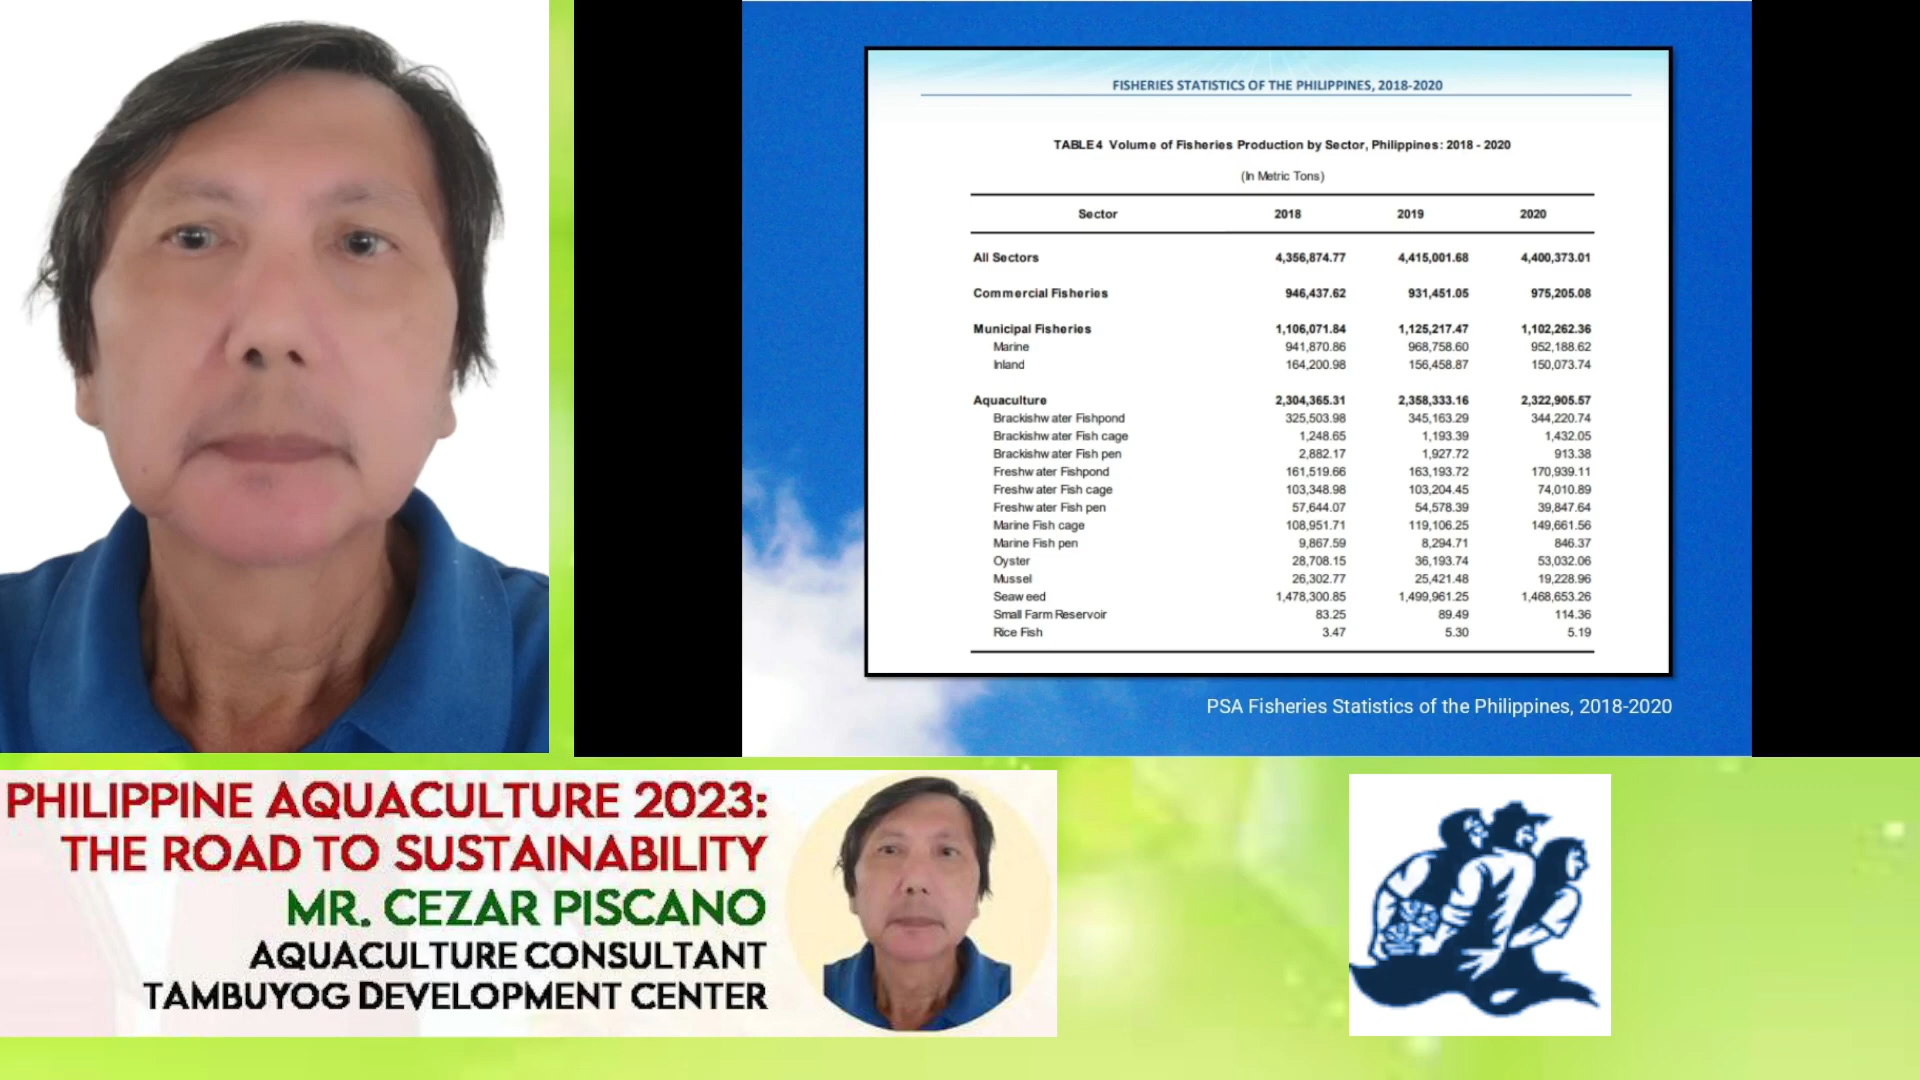 FISHERIES STATISTICS OF THE PHILIPPINES, 2018-2020
TABLE 4 Volume of Fisheries Production by Sector, Philippines: 2018 - 2020
(In Metric Tons)
Sector 2018 2019 2020
All Sectors 4,356,874.77 4,415,001.68 4,400,373.01
Commercial Fisheries 946,437.62 931,451.05 975,205.08
Municipal Fisheries 1,106,071.84 1,125,217.47 1,102,262.36
Marine 941,870.86 968,758.60 952,188.62
Inland 164,200.98 156,458.87 150,073.74
Aquaculture 2,304,365.31 2,358,333.16 2,322,905.57
Brackishwater Fishpond 325,503.98 345,163.29 344,220.74
Brackishwater Fish cage 1,248.65 1,193.39 1,432.05
Brackishwater Fish pen 2,882.17 1,927.72 913.38
Freshwater Fishpond 161,519.66 163,193.72 170,939.11
Freshwater Fish cage 103,348.98 103,204.45 74,010.89
Freshwater Fish pen 57,644.07 54,578.39 39,847.64
Marine Fish cage 108,951.71 119,106.25 149,661.56
Marine Fish pen 9,867.59 8,294.71 846.37
Oyster 28,708.15 36,193.74 53,032.06
Mussel 26,302.77 25,421.48 19,228.96
Seaweed 1,478,300.85 1,499,961.25 1,468,653.26
Small Farm Reservoir 83.25 89.49 114.36
Rice Fish 3.47 5.30 5.19
PSA Fisheries Statistics of the Philippines, 2018-2020
PHILIPPINE AQUACULTURE 2023:
THE ROAD TO SUSTAINABILITY
MR. CEZAR PISCANO
AQUACULTURE CONSULTANT
TAMBUYOG DEVELOPMENT CENTER